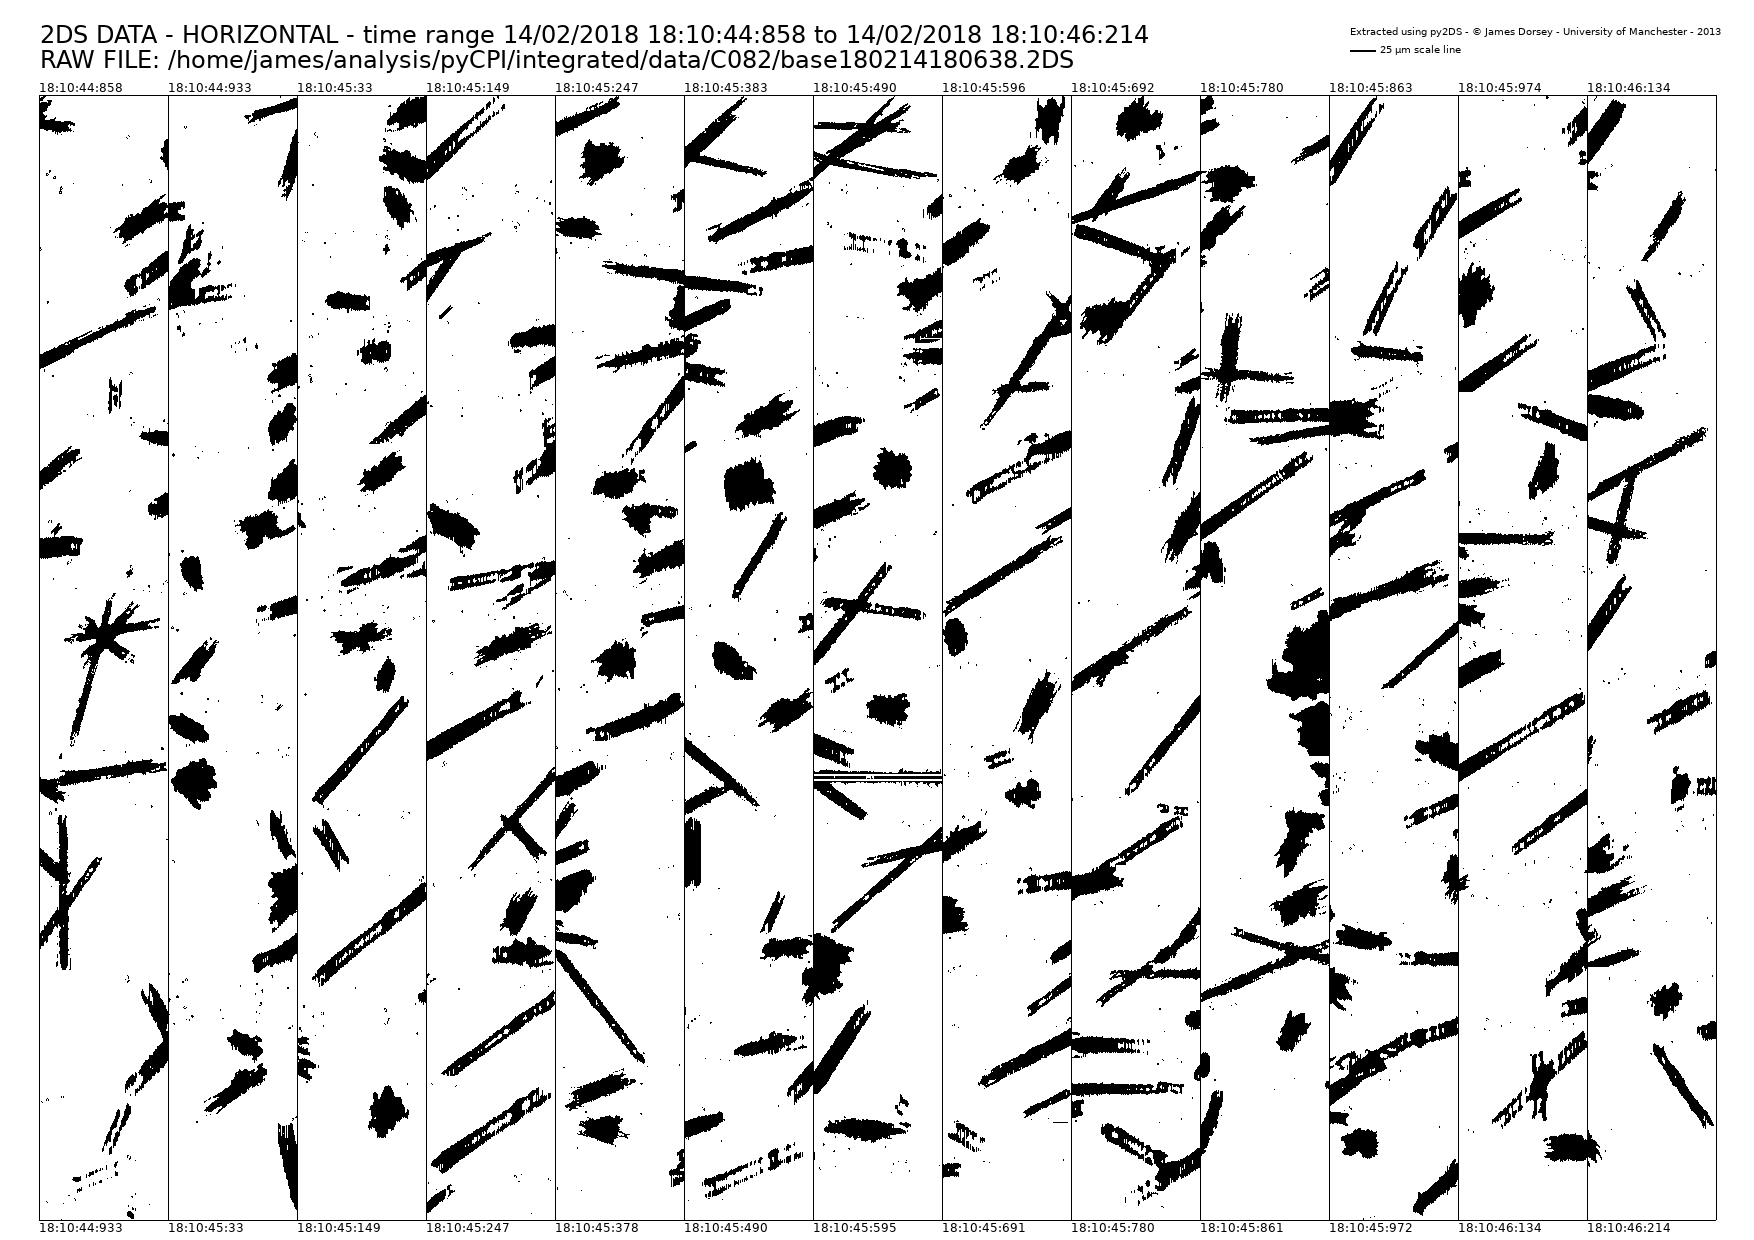 2DS DATA - HORIZONTAL - time range 14/02/2018 18:10:44:858 to 14/02/2018 18:10:46:214
RAW FILE: /home/james/analysis/pyCPI/integrated/data/C082/base180214180638.2DS
Extracted using py2DS - © James Dorsey - University of Manchester - 2013
25 µm scale line
18:10:44:858 18:10:44:933 18:10:45:33 18:10:45:149 18:10:45:247 18:10:45:383 18:10:45:490 18:10:45:596 18:10:45:692 18:10:45:780 18:10:45:863 18:10:45:974 18:10:46:134
18:10:44:933 18:10:45:33 18:10:45:149 18:10:45:247 18:10:45:378 18:10:45:490 18:10:45:595 18:10:45:691 18:10:45:780 18:10:45:861 18:10:45:972 18:10:46:134 18:10:46:214